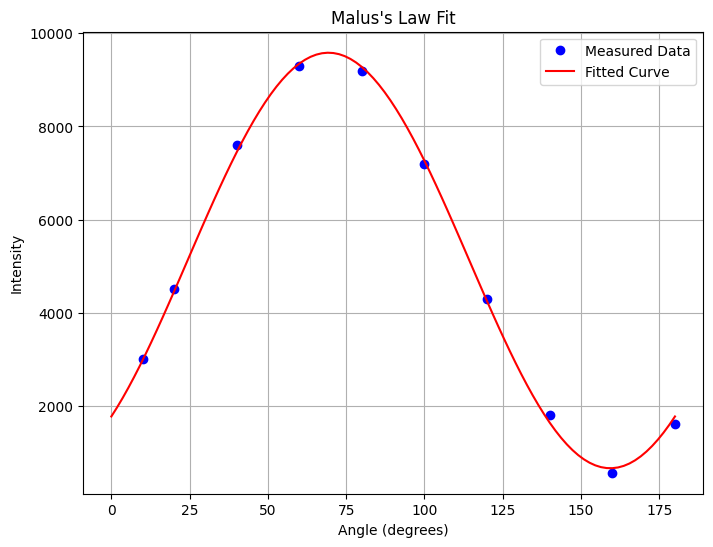 Malus's Law Fit
Measured Data
Fitted Curve
Intensity
10000
8000
6000
4000
2000
0
25
50
75
100
125
150
175
Angle (degrees)